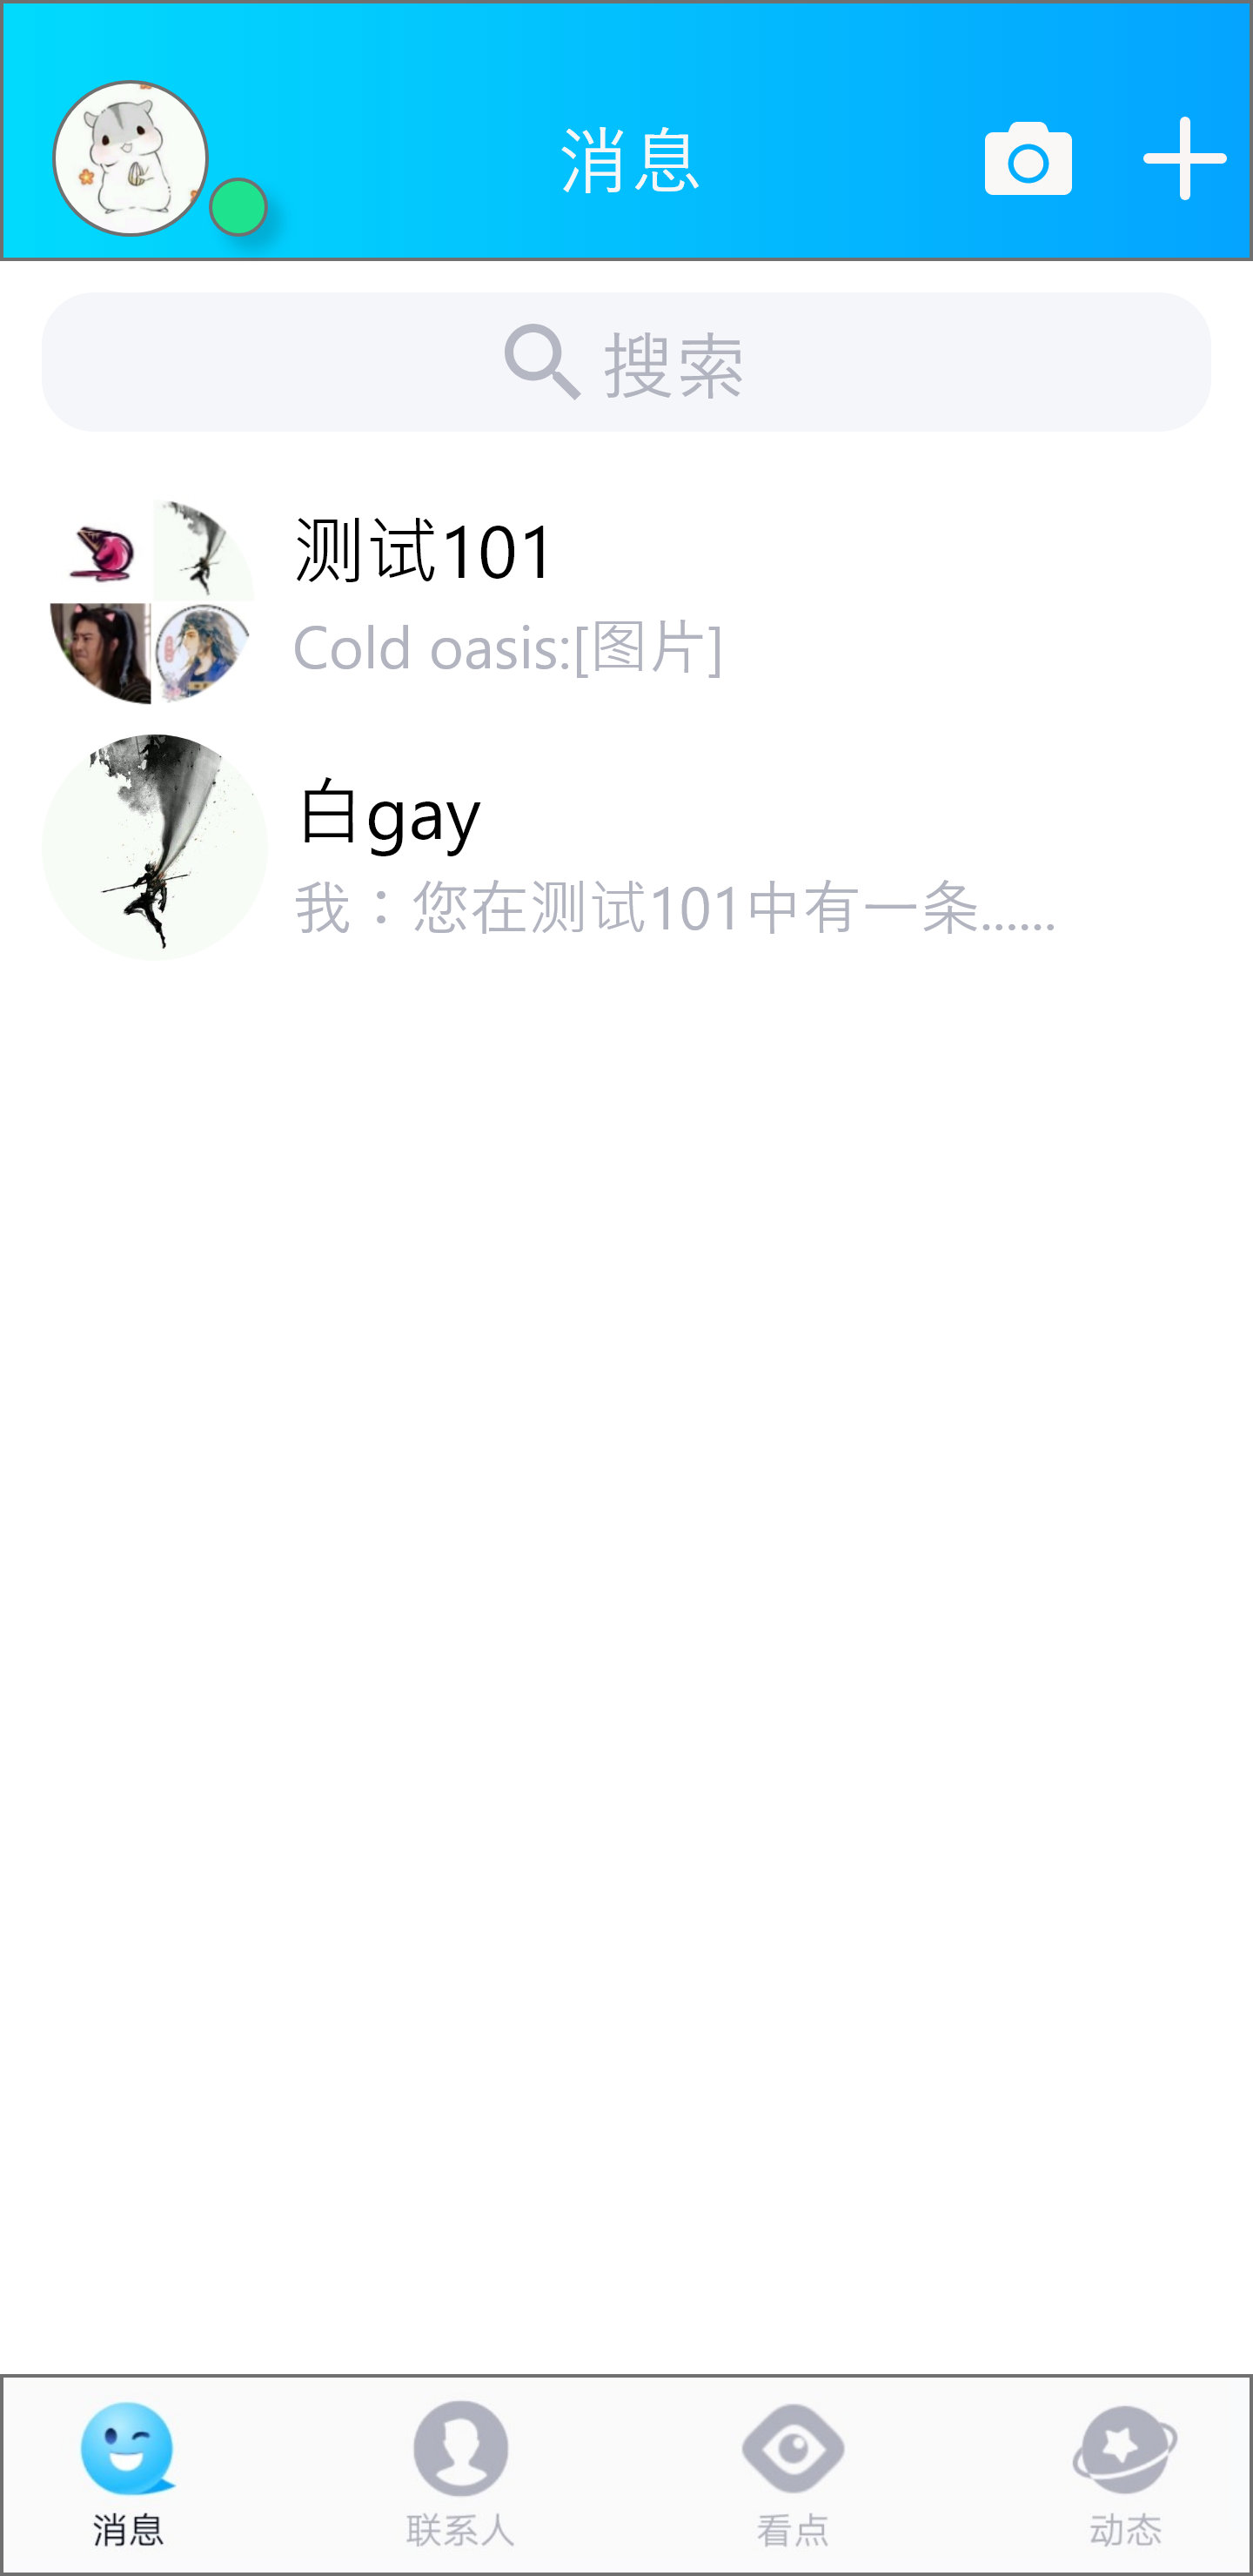 消息
搜索
测试101
Cold oasis:[图片]
白gay
我：您在测试101中有一条......
消息
联系人
看点
动态